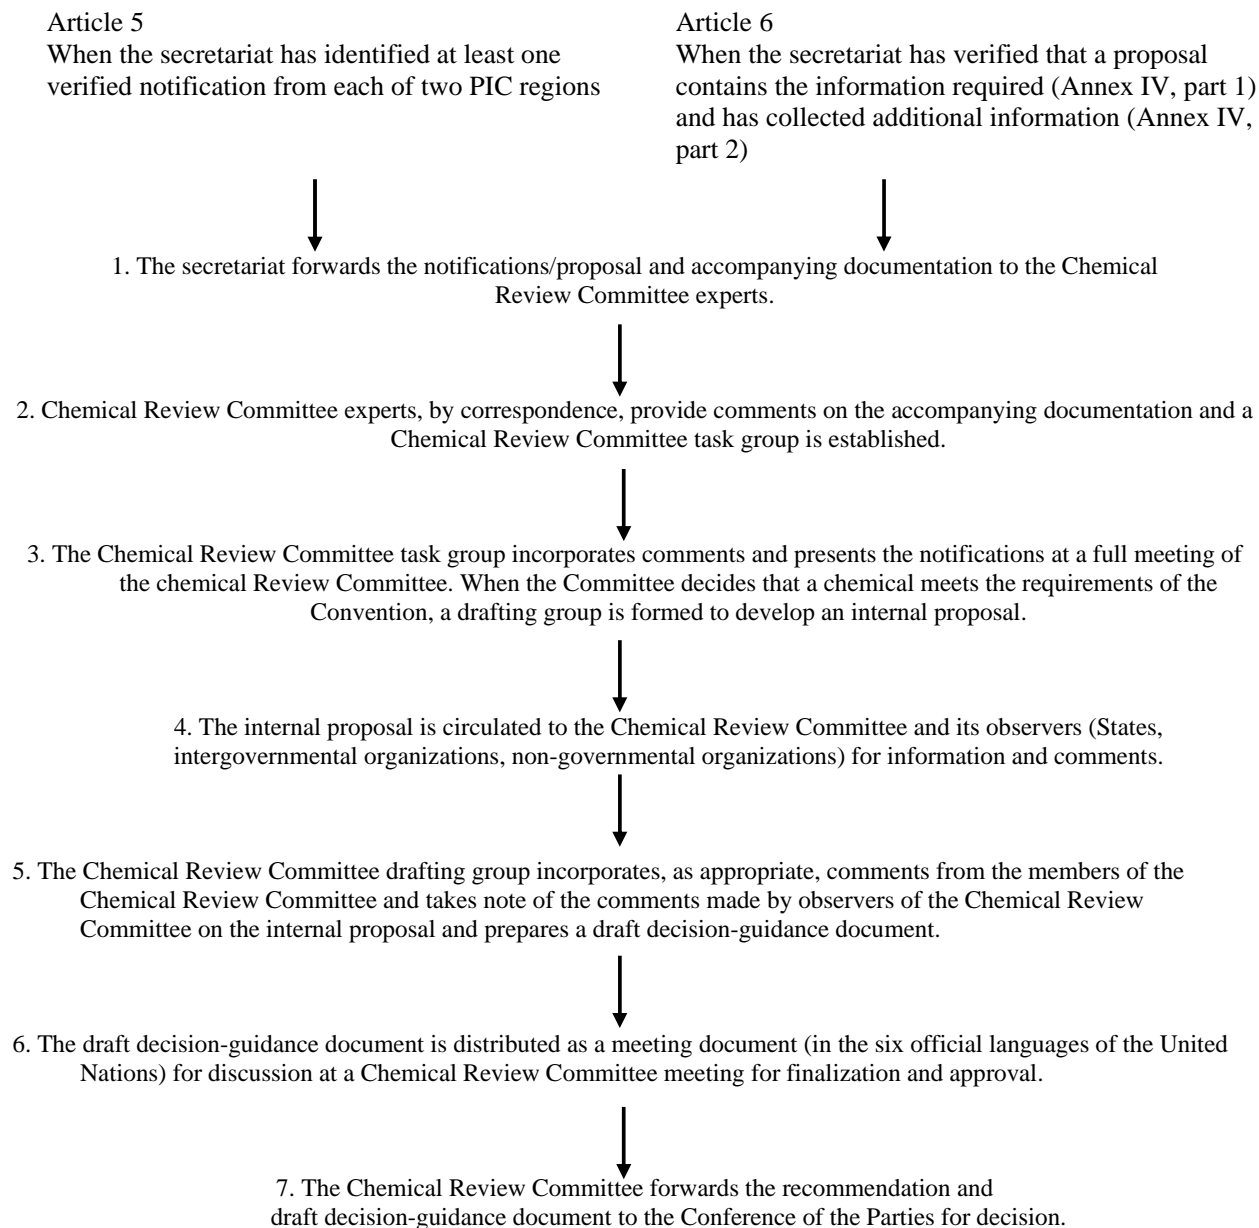 Article 5
When the secretariat has identified at least one
verified notification from each of two PIC regions
Article 6
When the secretariat has verified that a proposal
contains the information required (Annex IV, part 1)
and has collected additional information (Annex IV,
part 2)
1. The secretariat forwards the notifications/proposal and accompanying documentation to the Chemical
Review Committee experts.
2. Chemical Review Committee experts, by correspondence, provide comments on the accompanying documentation and a
Chemical Review Committee task group is established.
3. The Chemical Review Committee task group incorporates comments and presents the notifications at a full meeting of
the chemical Review Committee. When the Committee decides that a chemical meets the requirements of the
Convention, a drafting group is formed to develop an internal proposal.
4. The internal proposal is circulated to the Chemical Review Committee and its observers (States,
intergovernmental organizations, non-governmental organizations) for information and comments.
5. The Chemical Review Committee drafting group incorporates, as appropriate, comments from the members of the
Chemical Review Committee and takes note of the comments made by observers of the Chemical Review
Committee on the internal proposal and prepares a draft decision-guidance document.
6. The draft decision-guidance document is distributed as a meeting document (in the six official languages of the United
Nations) for discussion at a Chemical Review Committee meeting for finalization and approval.
7. The Chemical Review Committee forwards the recommendation and
draft decision-guidance document to the Conference of the Parties for decision.